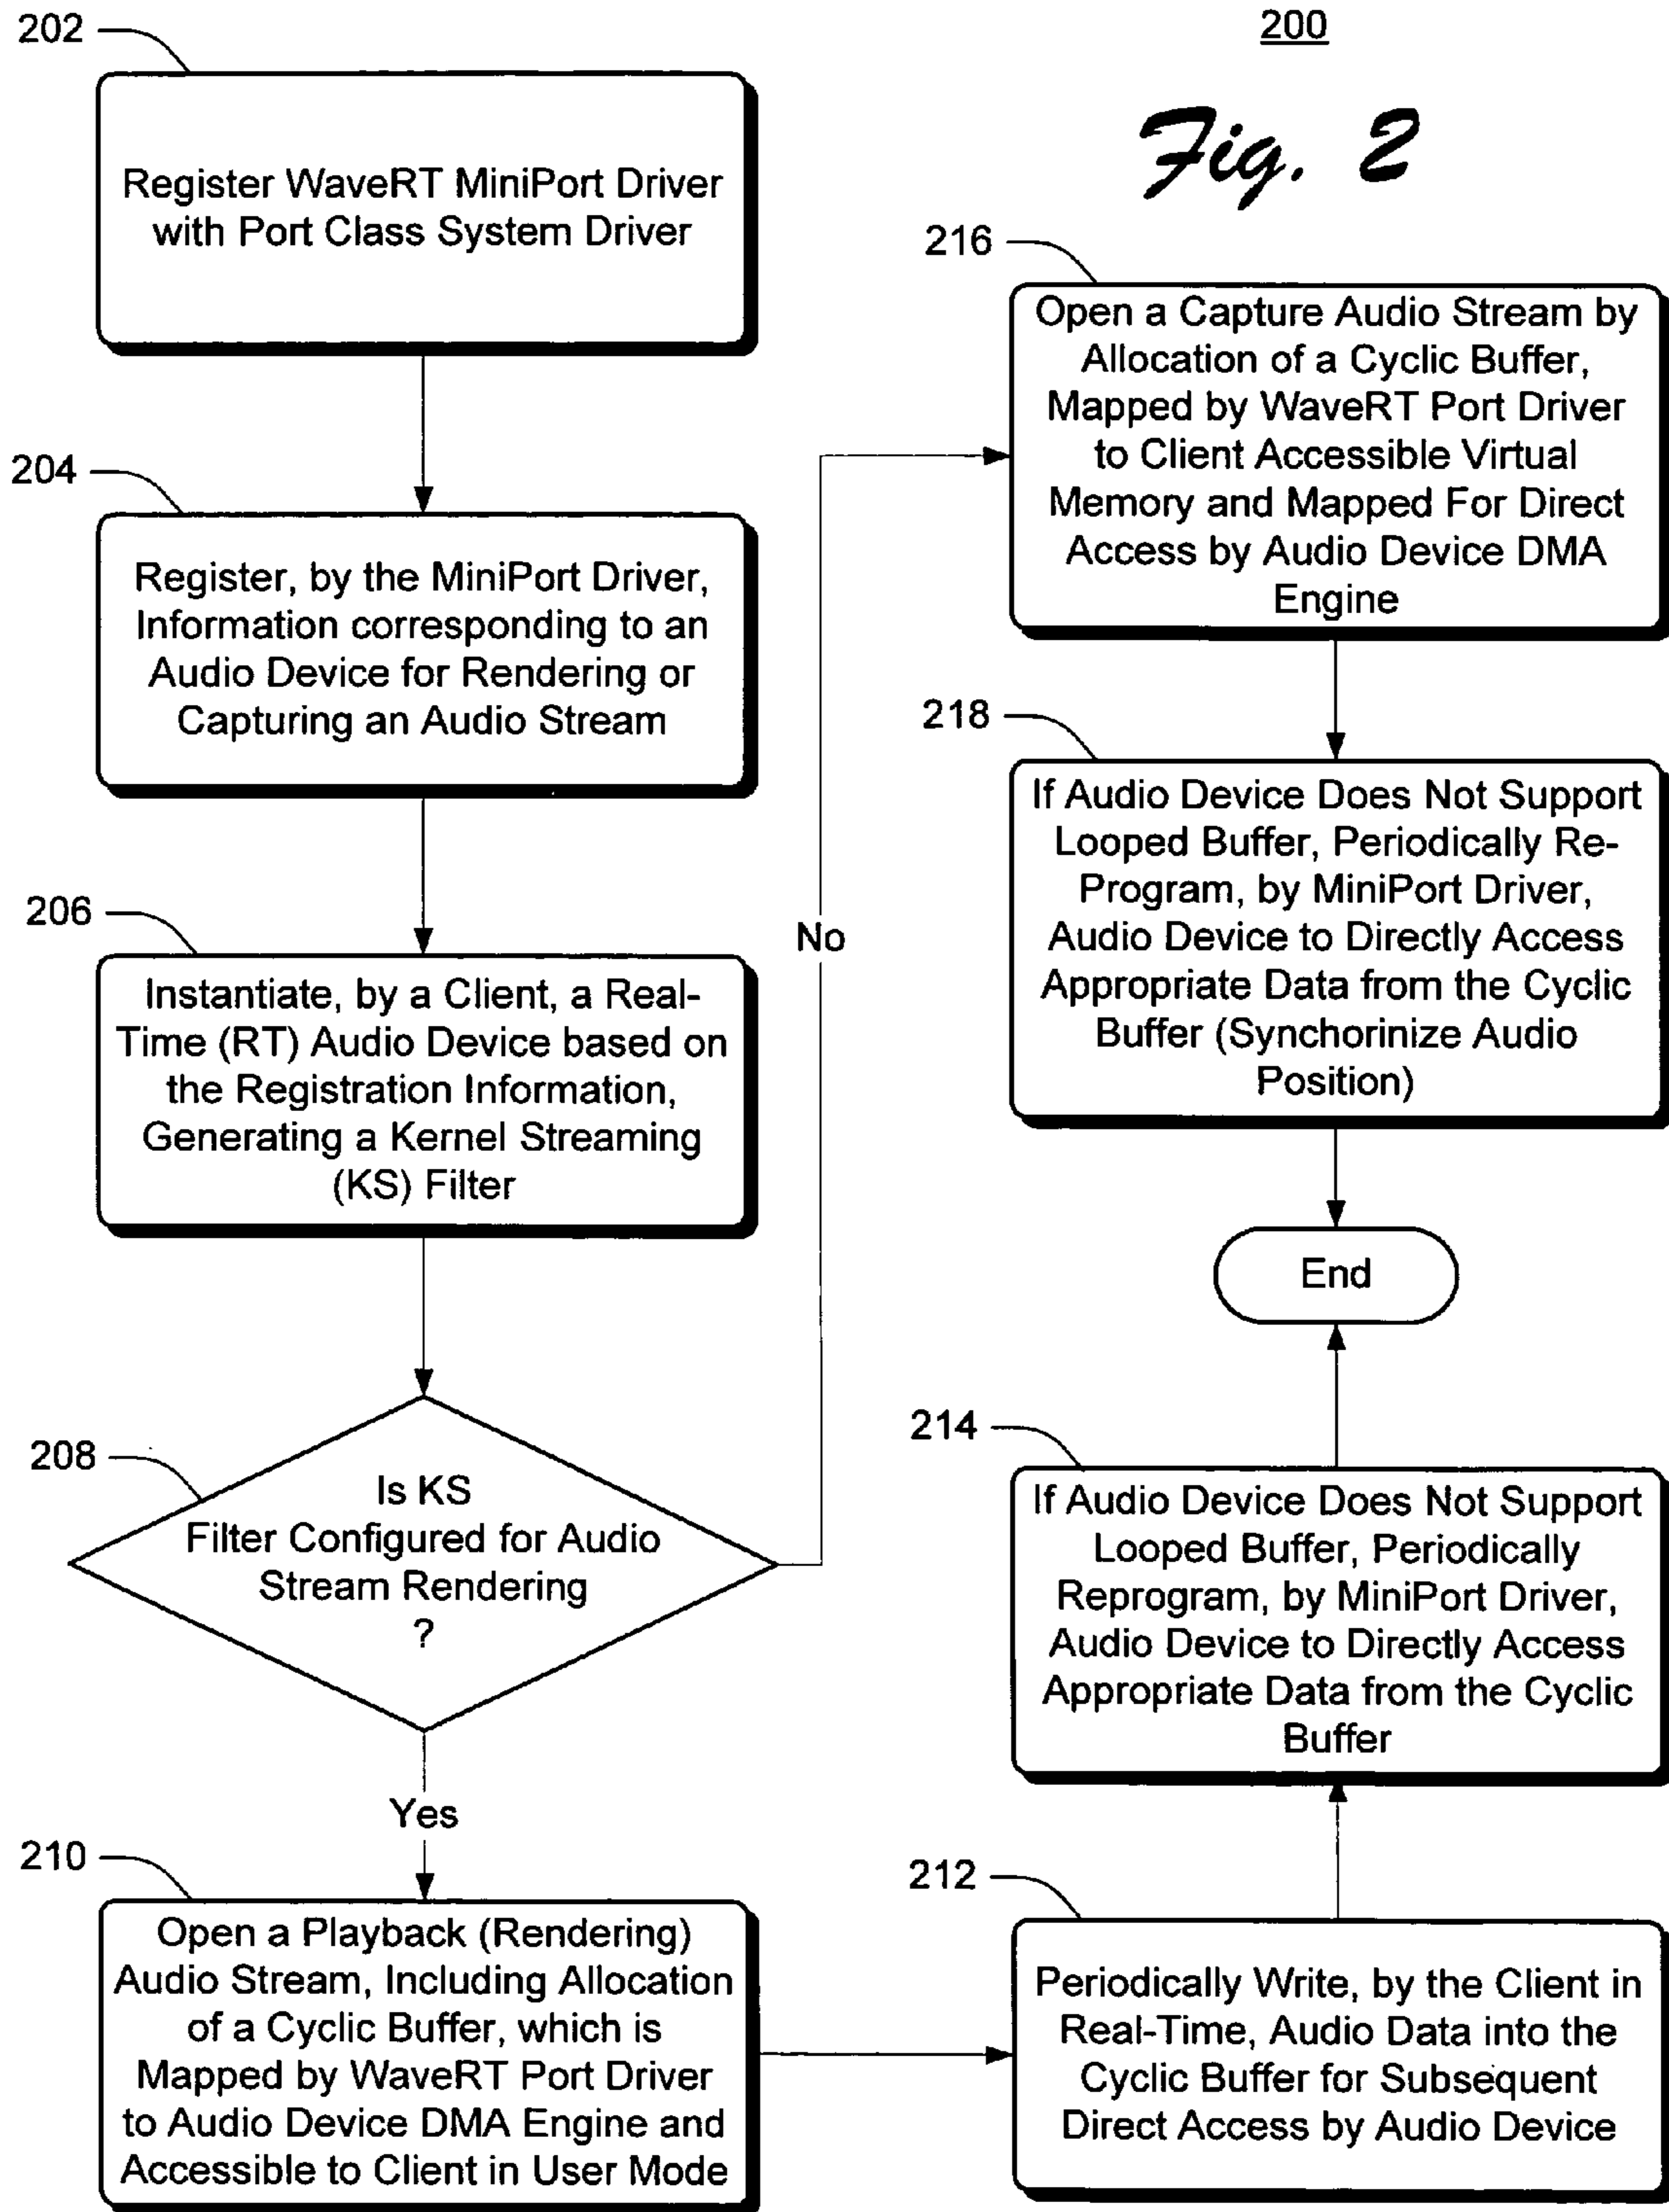 200
Fig. 2
202
Register WaveRT MiniPort Driver
with Port Class System Driver
204
Register, by the MiniPort Driver,
Information corresponding to an
Audio Device for Rendering or
Capturing an Audio Stream
206
Instantiate, by a Client, a Real-
Time (RT) Audio Device based on
the Registration Information,
Generating a Kernel Streaming
(KS) Filter
208
Is KS
Filter Configured for Audio
Stream Rendering
?
No
Yes
210
Open a Playback (Rendering)
Audio Stream, Including Allocation
of a Cyclic Buffer, which is
Mapped by WaveRT Port Driver
to Audio Device DMA Engine and
Accessible to Client in User Mode
212
Periodically Write, by the Client in
Real-Time, Audio Data into the
Cyclic Buffer for Subsequent
Direct Access by Audio Device
214
If Audio Device Does Not Support
Looped Buffer, Periodically
Reprogram, by MiniPort Driver,
Audio Device to Directly Access
Appropriate Data from the Cyclic
Buffer
216
Open a Capture Audio Stream by
Allocation of a Cyclic Buffer,
Mapped by WaveRT Port Driver
to Client Accessible Virtual
Memory and Mapped For Direct
Access by Audio Device DMA
Engine
218
If Audio Device Does Not Support
Looped Buffer, Periodically Re-
Program, by MiniPort Driver,
Audio Device to Directly Access
Appropriate Data from the Cyclic
Buffer (Synchorinize Audio
Position)
End